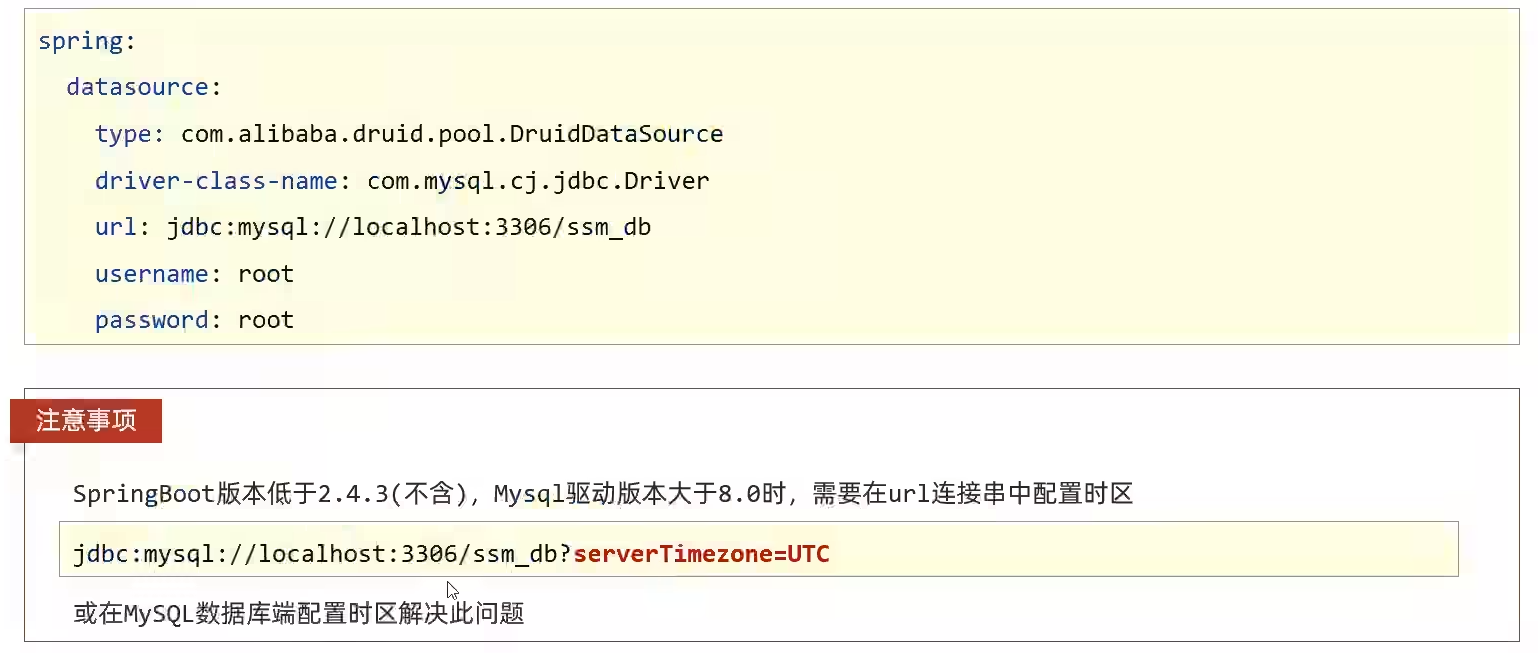 spring:
datasource:
type: com.alibaba.druid.pool.DruidDataSource
driver-class-name: com.mysql.cj.jdbc.Driver
url: jdbc:mysql://localhost:3306/ssm_db
username: root
password: root
注意事项
SpringBoot版本低于2.4.3(不含)，Mysql驱动版本大于8.0时，需要在url连接串中配置时区
jdbc:mysql://localhost:3306/ssm_db?serverTimezone=UTC
或在MySQL数据库端配置时区解决此问题